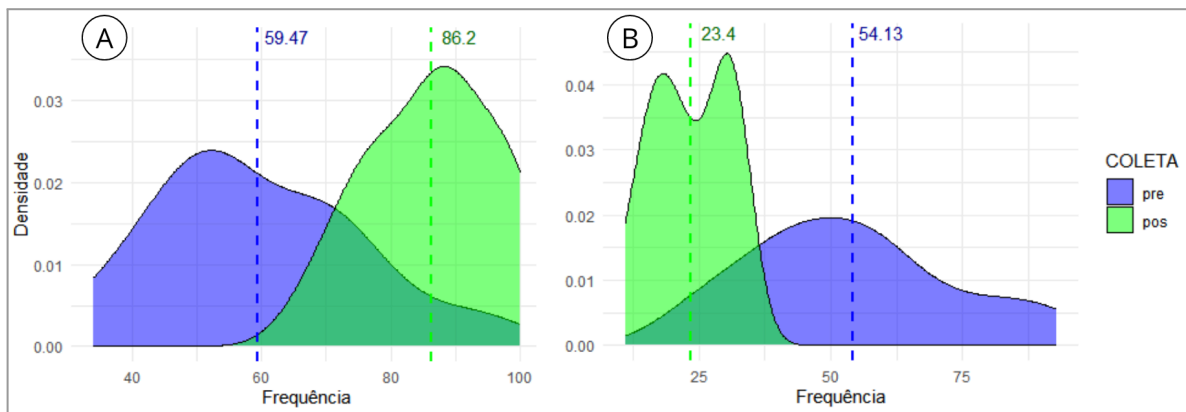 A
59.47
86.2
B
23.4
54.13
Densidade
0.03
0.02
0.01
0.00
40
60
80
100
Frequência
0.04
0.03
0.02
0.01
0.00
25
50
75
Frequência
COLETA
pre
pos